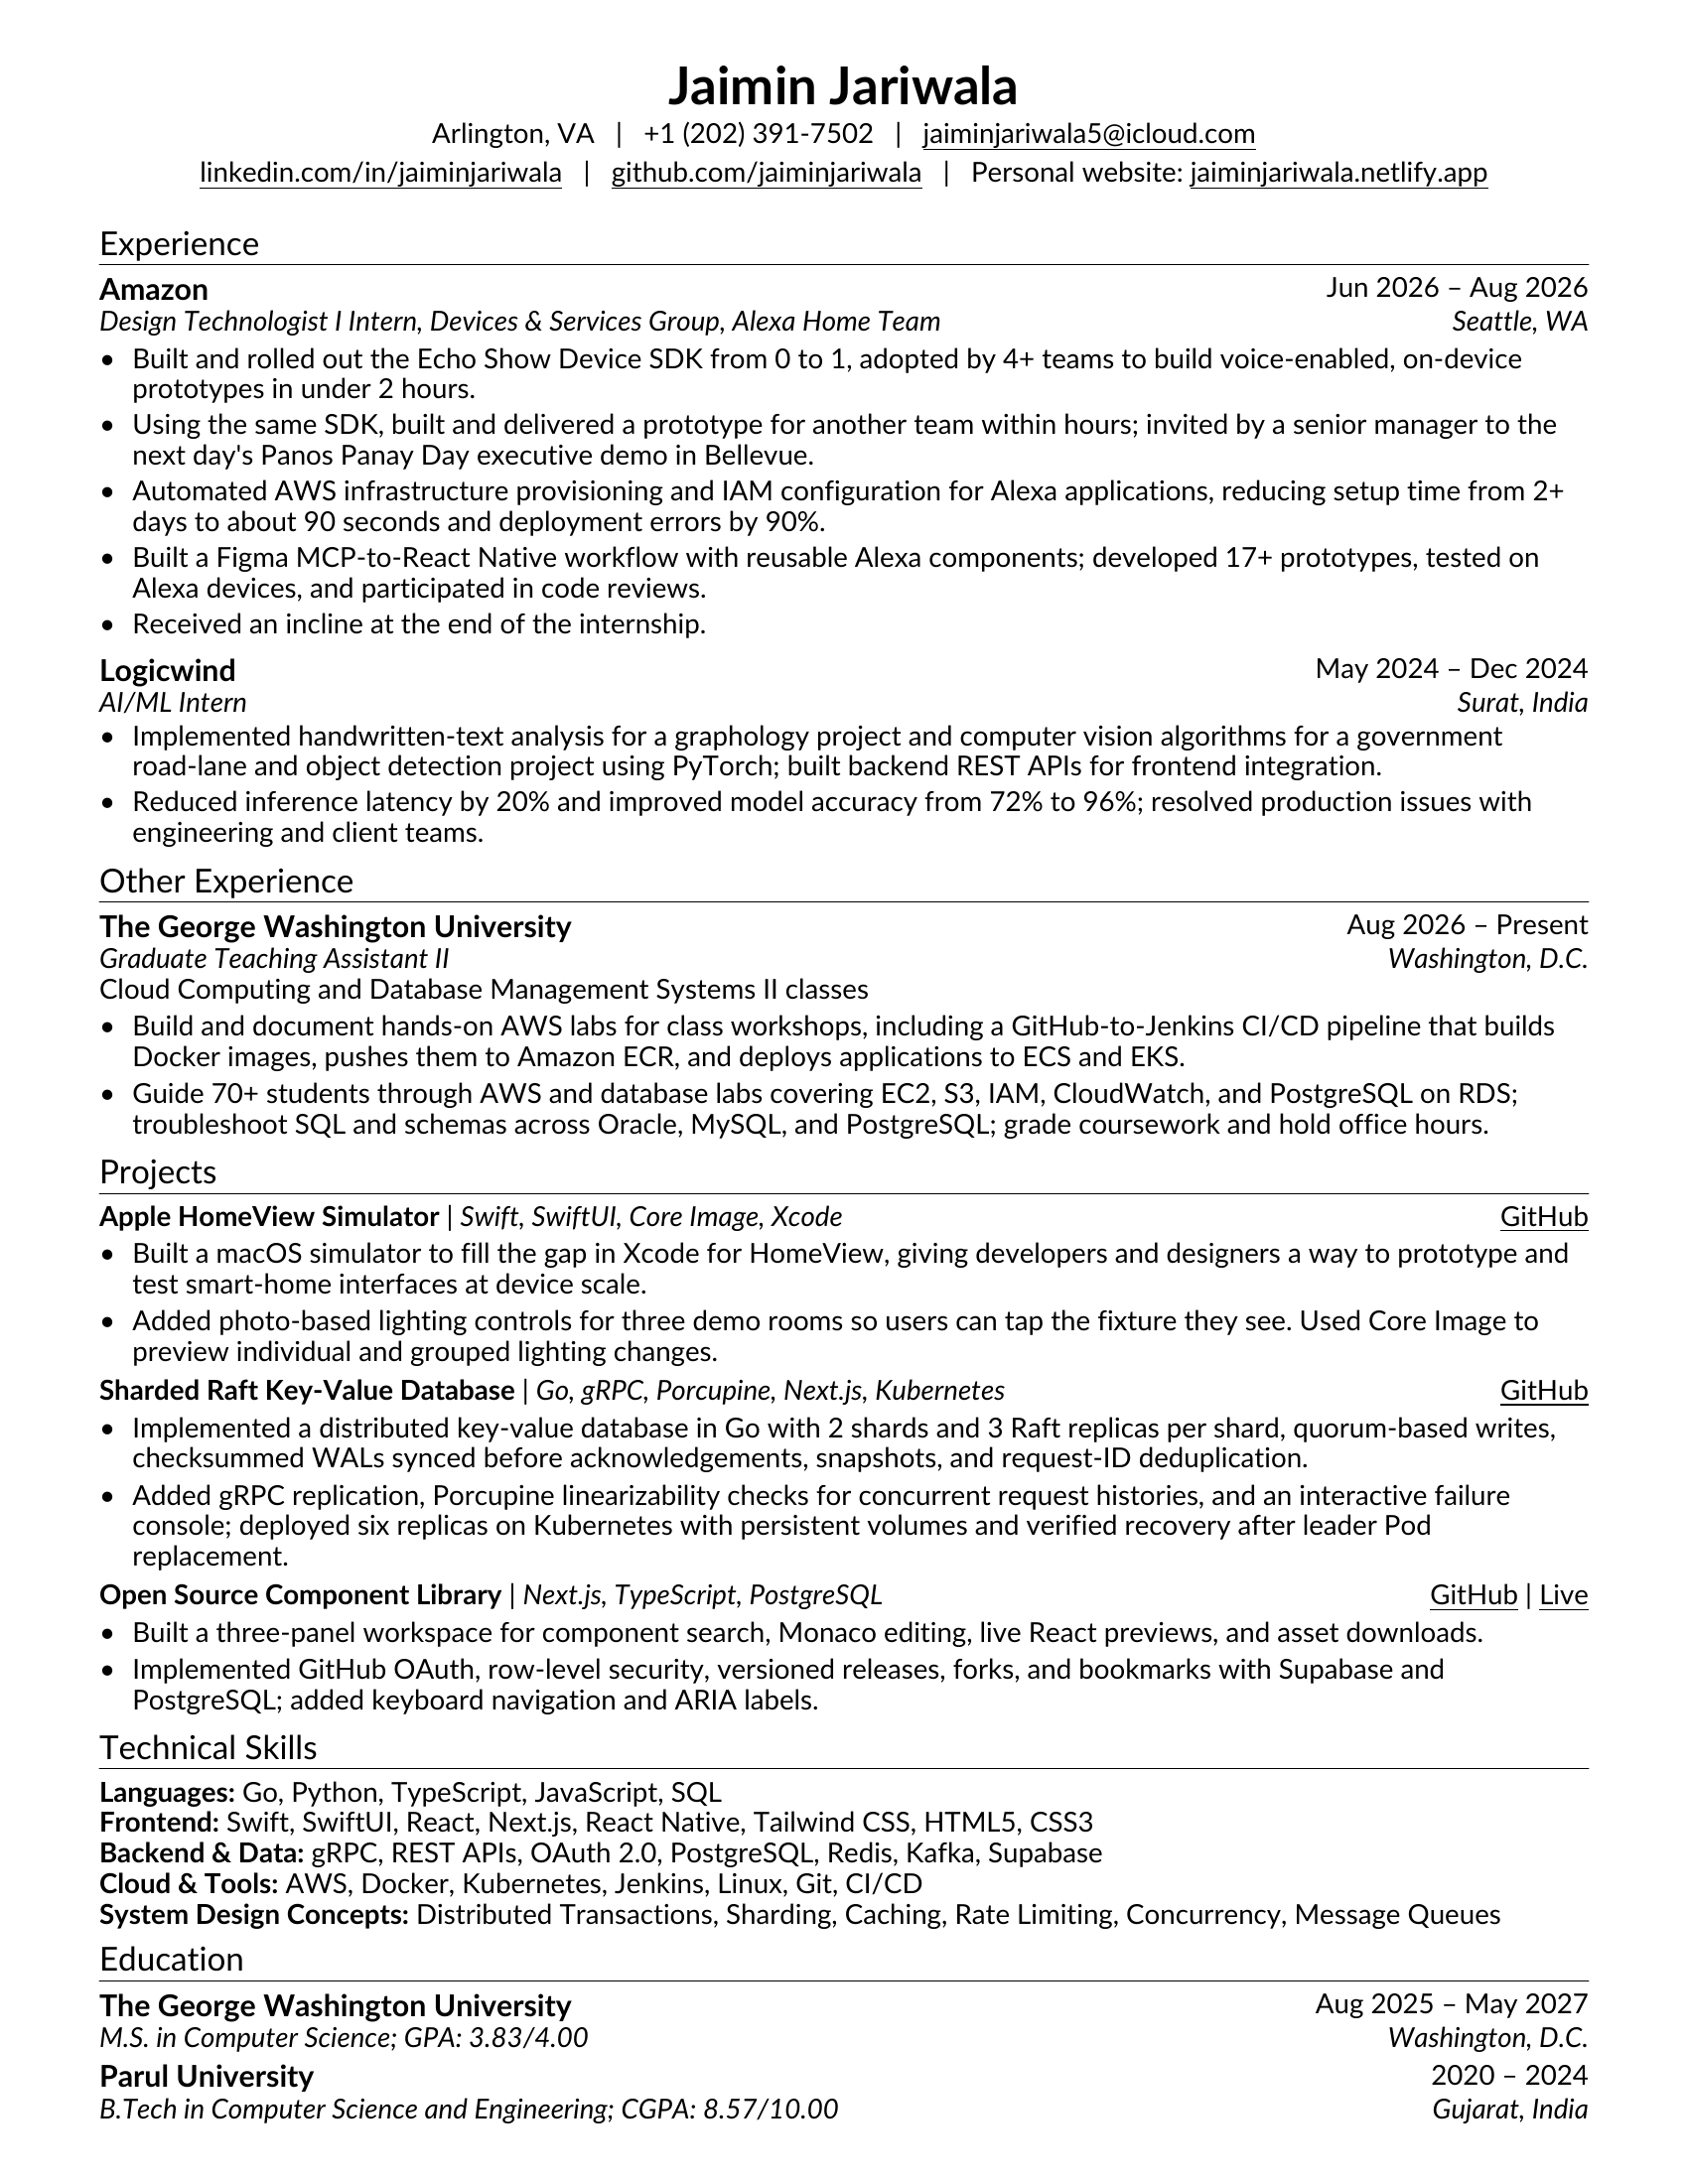 Jaimin Jariwala
Arlington, VA | +1 (202) 391-7502 | jaiminjariwala5@icloud.com
linkedin.com/in/jaiminjariwala | github.com/jaiminjariwala | Personal website: jaiminjariwala.netlify.app
Experience
Amazon Jun 2026 – Aug 2026
Design Technologist I Intern, Devices & Services Group, Alexa Home Team Seattle, WA
• Built and rolled out the Echo Show Device SDK from 0 to 1, adopted by 4+ teams to build voice-enabled, on-device
prototypes in under 2 hours.
• Using the same SDK, built and delivered a prototype for another team within hours; invited by a senior manager to the
next day's Panos Panay Day executive demo in Bellevue.
• Automated AWS infrastructure provisioning and IAM configuration for Alexa applications, reducing setup time from 2+
days to about 90 seconds and deployment errors by 90%.
• Built a Figma MCP-to-React Native workflow with reusable Alexa components; developed 17+ prototypes, tested on
Alexa devices, and participated in code reviews.
• Received an incline at the end of the internship.
Logicwind May 2024 – Dec 2024
AI/ML Intern Surat, India
• Implemented handwritten-text analysis for a graphology project and computer vision algorithms for a government
road-lane and object detection project using PyTorch; built backend REST APIs for frontend integration.
• Reduced inference latency by 20% and improved model accuracy from 72% to 96%; resolved production issues with
engineering and client teams.
Other Experience
The George Washington University Aug 2026 – Present
Graduate Teaching Assistant II Washington, D.C.
Cloud Computing and Database Management Systems II classes
• Build and document hands-on AWS labs for class workshops, including a GitHub-to-Jenkins CI/CD pipeline that builds
Docker images, pushes them to Amazon ECR, and deploys applications to ECS and EKS.
• Guide 70+ students through AWS and database labs covering EC2, S3, IAM, CloudWatch, and PostgreSQL on RDS;
troubleshoot SQL and schemas across Oracle, MySQL, and PostgreSQL; grade coursework and hold office hours.
Projects
Apple HomeView Simulator | Swift, SwiftUI, Core Image, Xcode GitHub
• Built a macOS simulator to fill the gap in Xcode for HomeView, giving developers and designers a way to prototype and
test smart-home interfaces at device scale.
• Added photo-based lighting controls for three demo rooms so users can tap the fixture they see. Used Core Image to
preview individual and grouped lighting changes.
Sharded Raft Key-Value Database | Go, gRPC, Porcupine, Next.js, Kubernetes GitHub
• Implemented a distributed key-value database in Go with 2 shards and 3 Raft replicas per shard, quorum-based writes,
checksummed WALs synced before acknowledgements, snapshots, and request-ID deduplication.
• Added gRPC replication, Porcupine linearizability checks for concurrent request histories, and an interactive failure
console; deployed six replicas on Kubernetes with persistent volumes and verified recovery after leader Pod
replacement.
Open Source Component Library | Next.js, TypeScript, PostgreSQL GitHub | Live
• Built a three-panel workspace for component search, Monaco editing, live React previews, and asset downloads.
• Implemented GitHub OAuth, row-level security, versioned releases, forks, and bookmarks with Supabase and
PostgreSQL; added keyboard navigation and ARIA labels.
Technical Skills
Languages: Go, Python, TypeScript, JavaScript, SQL
Frontend: Swift, SwiftUI, React, Next.js, React Native, Tailwind CSS, HTML5, CSS3
Backend & Data: gRPC, REST APIs, OAuth 2.0, PostgreSQL, Redis, Kafka, Supabase
Cloud & Tools: AWS, Docker, Kubernetes, Jenkins, Linux, Git, CI/CD
System Design Concepts: Distributed Transactions, Sharding, Caching, Rate Limiting, Concurrency, Message Queues
Education
The George Washington University Aug 2025 – May 2027
M.S. in Computer Science; GPA: 3.83/4.00 Washington, D.C.
Parul University 2020 – 2024
B.Tech in Computer Science and Engineering; CGPA: 8.57/10.00 Gujarat, India